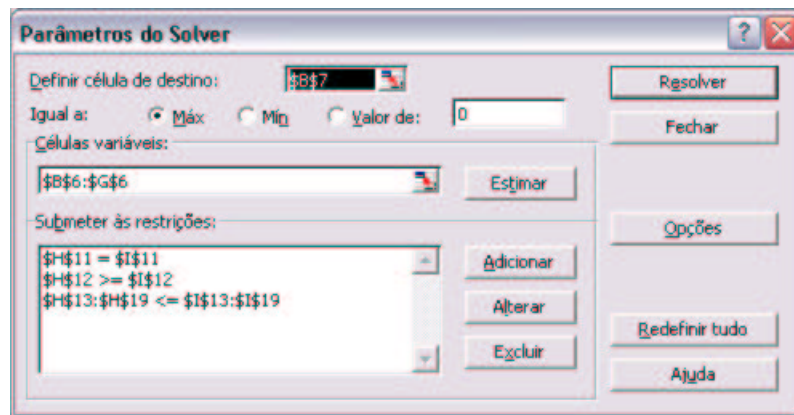 Parâmetros do Solver
Definir célula de destino: $B$7
Igual a: Máx Mín Valor de: 0
Células variáveis:
$B$6:$G$6
Estimar
Submeter às restrições:
$H$11 = $I$11
$H$12 >= $I$12
$H$13:$H$19 <= $I$13:$I$19
Adicionar
Alterar
Excluir
?
Resolver
Fechar
Opções
Redefinir tudo
Ajuda